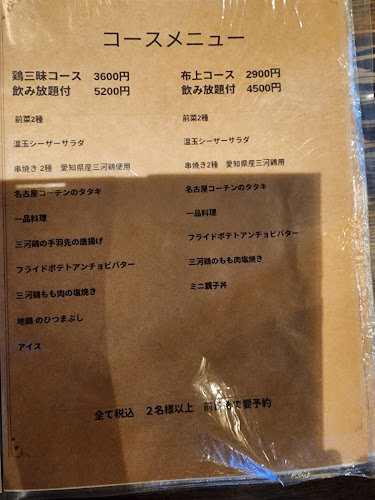 コースメニュー
鶏三昧コース 3600円
飲み放題付 5200円
前菜2種
温玉シーザーサラダ
串焼き2種 愛知県産三河鶏使用
名古屋コーチンのタタキ
一品料理
三河鶏の手羽先の唐揚げ
フライドポテトアンチョビバター
三河鶏もも肉の塩焼き
地鶏 のひつまぶし
アイス
布上コース 2900円
飲み放題付 4500円
前菜2種
温玉シーザーサラダ
串焼き2種 愛知県産三河鶏用
名古屋コーチンのタタキ
一品料理
フライドポテトアンチョビバター
三河鶏のもも肉塩焼き
ミニ親子丼
全て税込 2名様以上 前日まで要予約